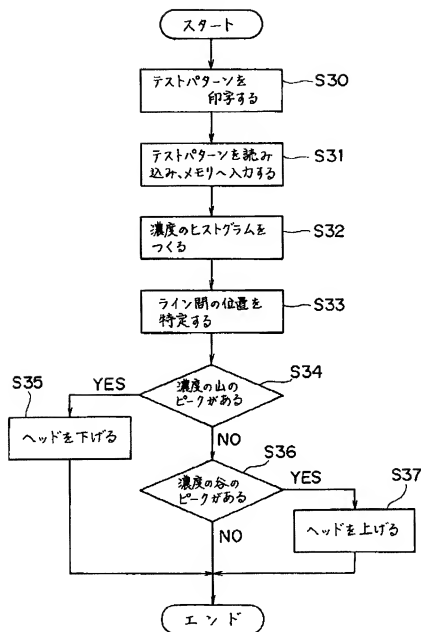 スタート
テストパターンを
印字する
S30
テストパターンを読み
込み、メモリへ入力する
S31
濃度のヒストグラムを
つくる
S32
ライン間の位置を
特定する
S33
S34
濃度の山の
ピークがある
YES
NO
S35
ヘッドを下げる
S36
濃度の谷の
ピークがある
YES
NO
S37
ヘッドを上げる
エンド